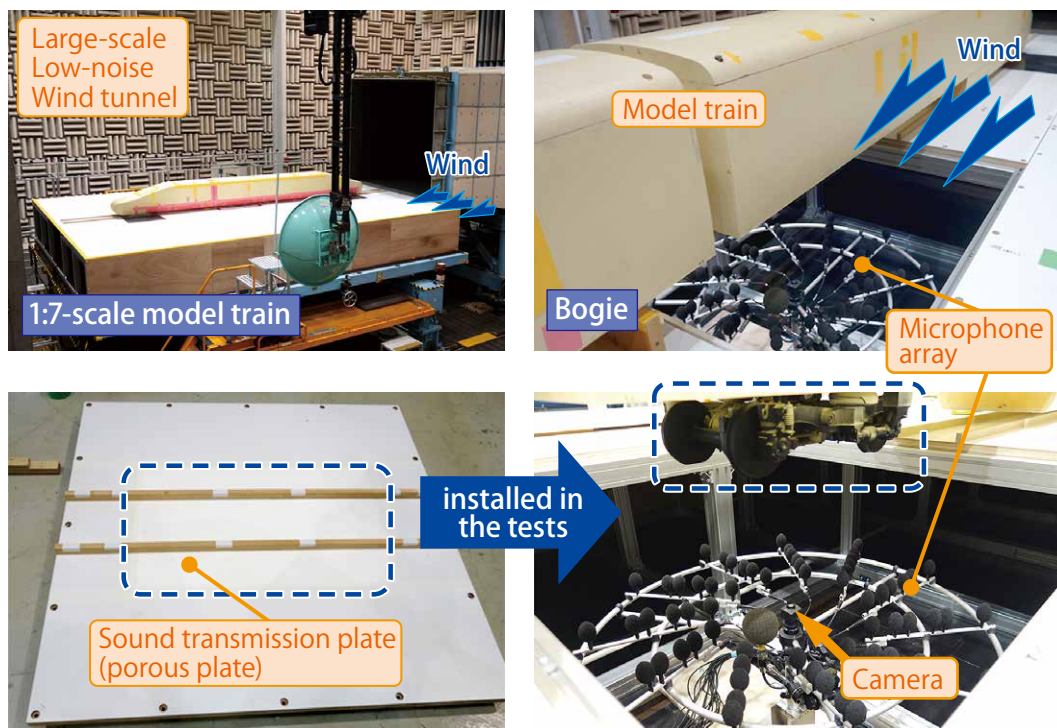 Large-scale
Low-noise
Wind tunnel
Wind
1:7-scale model train
Wind
Model train
Bogie
Microphone
array
installed in
the tests
Sound transmission plate
(porous plate)
Camera